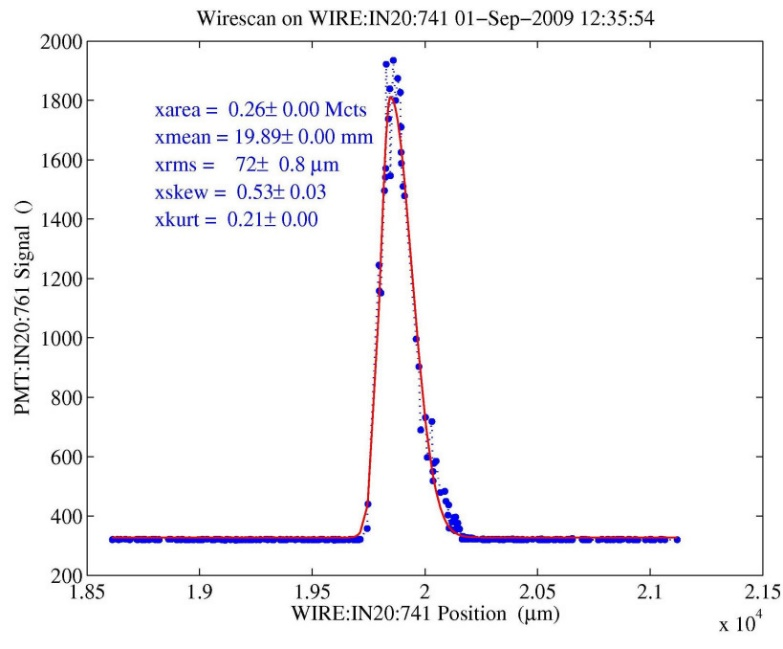 Wirescan on WIRE:IN20:741 01−Sep−2009 12:35:54
2000
1800
1600
1400
1200
1000
800
600
400
200
PMT:IN20:761 Signal ()
xarea = 0.26± 0.00 Mcts
xmean = 19.89± 0.00 mm
xrms = 72± 0.8 μm
xskew = 0.53± 0.03
xkurt = 0.21± 0.00
1.85 1.9 1.95 2 2.05 2.1 2.15
WIRE:IN20:741 Position (μm)
x 10⁴